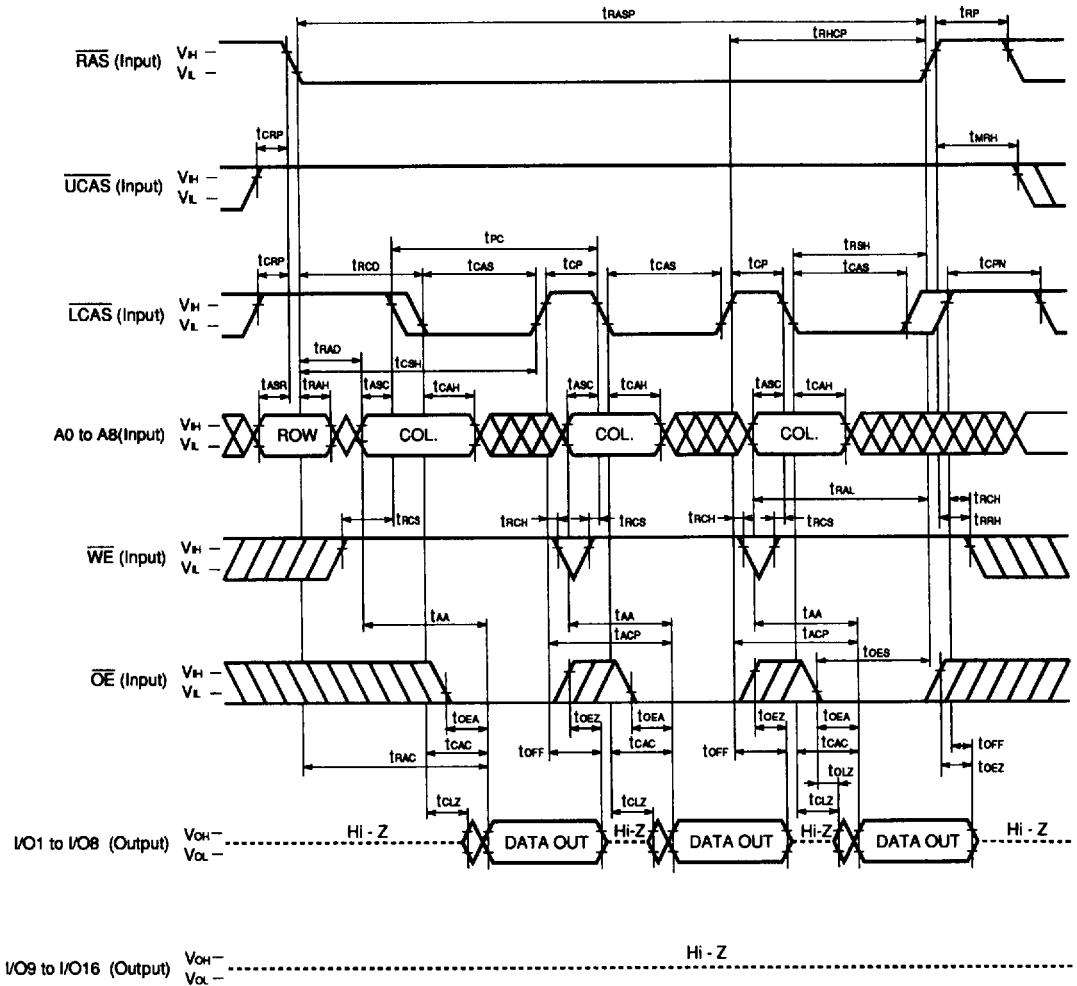 tRASP tRP
tRHCP
RAS (Input) VIH VIL
tCRP tMRH
UCAS (Input) VIH VIL
tPC tRSH
tCRP tRCD tCAS tCP tCAS tCP tCAS tCPN
LCAS (Input) VIH VIL
tRAD tCSH
tASR tRAH tASC tCAH tASC tCAH tASC tCAH
A0 to A8(Input) VIH VIL ROW COL. COL. COL.
tRAL tRCH
tRCS tRCH tRCS tRCH tRCS tRRH
WE (Input) VIH VIL
tAA tAA tAA
tACP tACP
tOES
OE (Input) VIH VIL
tOEA tOEZ tOEA tOEZ tOEA
tCAC tOFF tCAC tOFF tCAC tOFF
tRAC tOLZ tOEZ
tCLZ tCLZ tCLZ
I/O1 to I/O8 (Output) VOH VOL Hi - Z DATA OUT Hi-Z DATA OUT Hi-Z DATA OUT Hi - Z
I/O9 to I/O16 (Output) VOH VOL Hi - Z